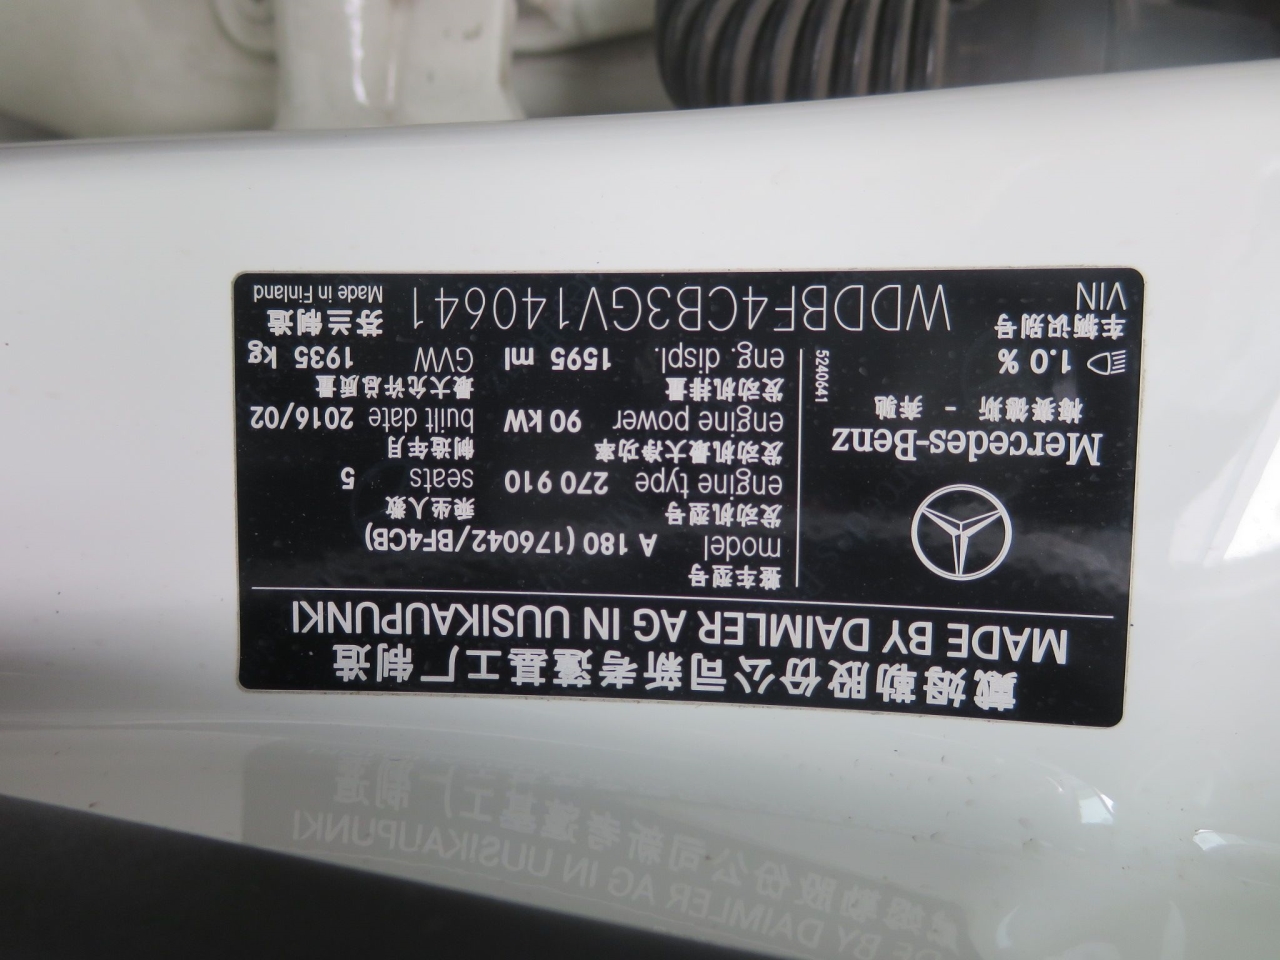 戴姆勒股份公司新考蓬基工厂制造
MADE BY DAIMLER AG IN UUSIKAUPUNKI
Mercedes-Benz
梅赛德斯 - 奔驰
1.0 %
5240641
整车型号
model A 180 (176042/BF4CB)
发动机型号 乘坐人数
engine type 270 910 seats 5
发动机最大净功率 制造年月
engine power 90 KW built date 2016/02
发动机排量 最大允许总质量
eng. displ. 1595 ml GVW 1935 kg
车辆识别号 芬兰制造
VIN WDDBF4CB3GV140641 Made in Finland